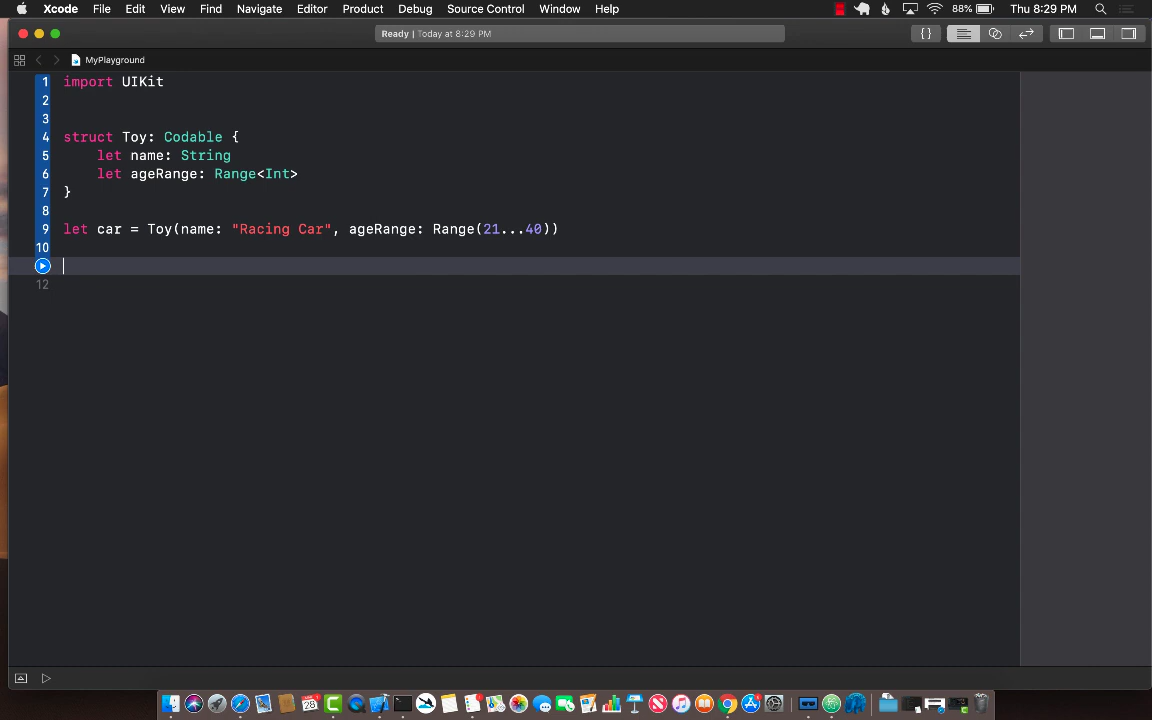 Xcode File Edit View Find Navigate Editor Product Debug Source Control Window Help 88% Thu 8:29 PM
Ready | Today at 8:29 PM
{ }
MyPlayground
1 import UIKit
2
3
4 struct Toy: Codable {
5 let name: String
6 let ageRange: Range<Int>
7 }
8
9 let car = Toy(name: "Racing Car", ageRange: Range(21...40))
10
12
28